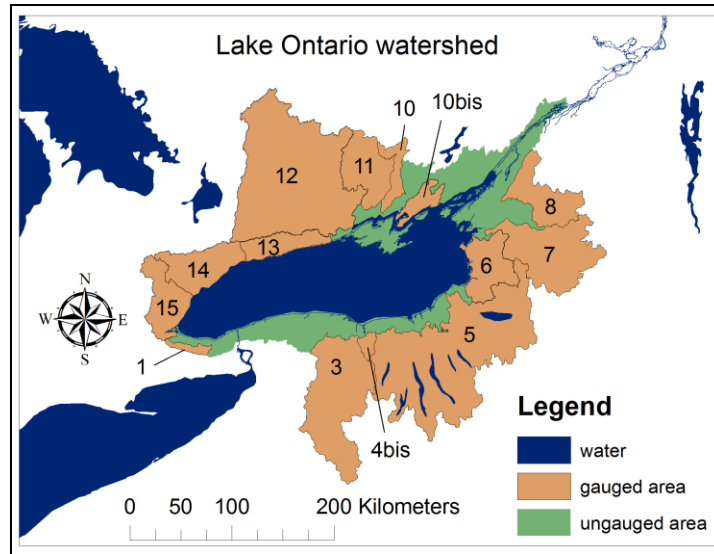 Lake Ontario watershed
10bis
10
11
12
8
13
7
14
6
N
15
W E
S
5
1
3
Legend
4bis
water
gauged area
0 50 100 200 Kilometers
ungauged area